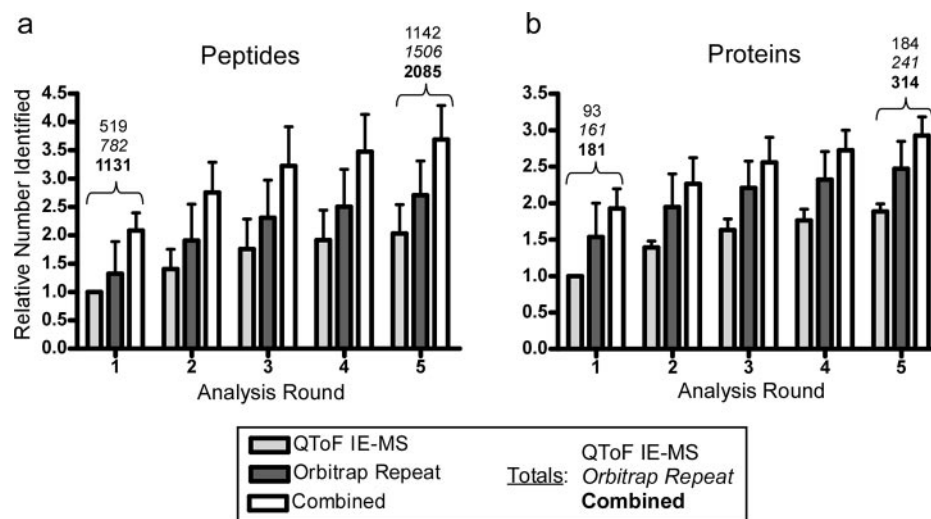 a
Peptides
519
782
1131
1142
1506
2085
Relative Number Identified
4.5
4.0
3.5
3.0
2.5
2.0
1.5
1.0
0.5
0.0
1 2 3 4 5
Analysis Round
b
Proteins
93
161
181
184
241
314
3.5
3.0
2.5
2.0
1.5
1.0
0.5
0.0
1 2 3 4 5
Analysis Round
QToF IE-MS
Orbitrap Repeat
Combined
QToF IE-MS
Totals: Orbitrap Repeat
Combined